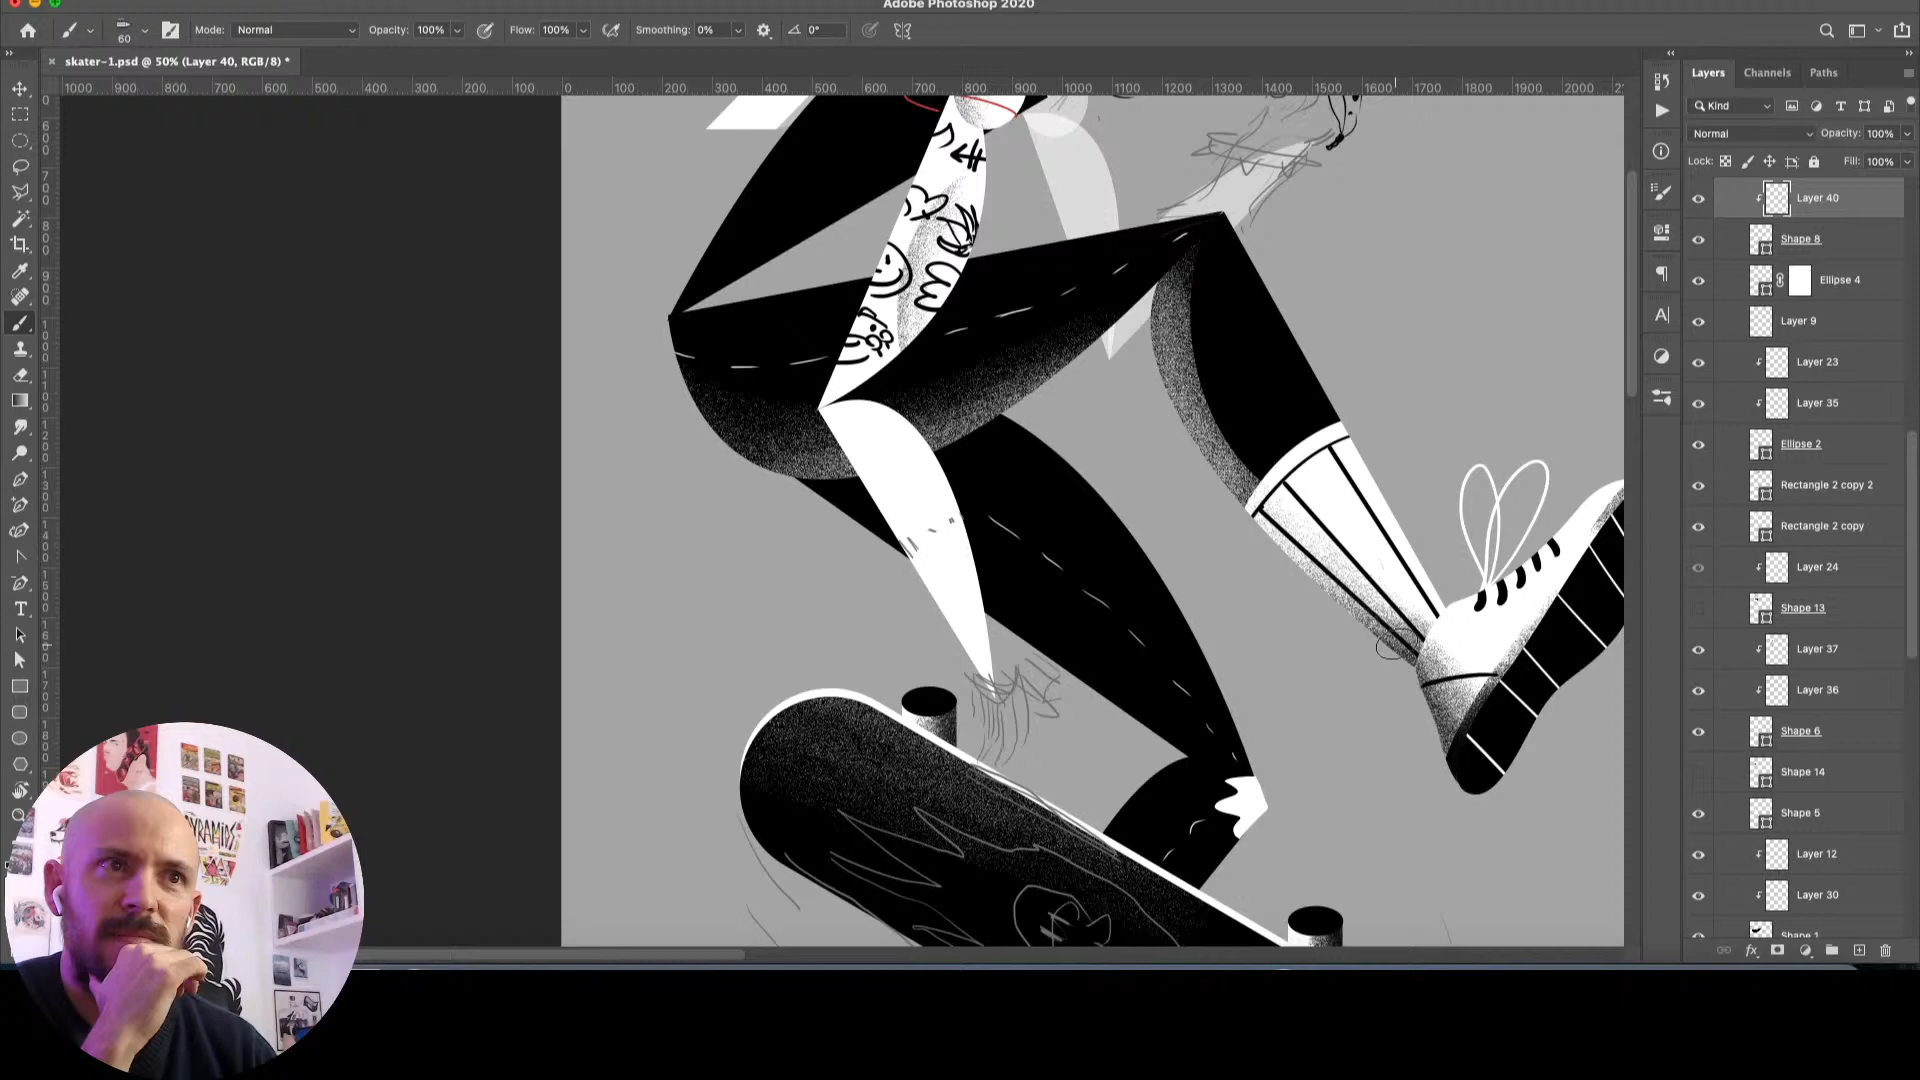 Adobe Photoshop 2020
60
Mode: Normal
Opacity: 100%
Flow: 100%
Smoothing: 0%
0°
skater-1.psd @ 50% (Layer 40, RGB/8) *
1000 900 800 700 600 500 400 300 200 100 0 100 200 300 400 500 600 700 800 900 1000 1100 1200 1300 1400 1500 1600 1700 1800 1900 2000
Layers Channels Paths
Kind
Normal
Opacity: 100%
Lock:
Fill: 100%
Layer 40
Shape 8
Ellipse 4
Layer 9
Layer 23
Layer 35
Ellipse 2
Rectangle 2 copy 2
Rectangle 2 copy
Layer 24
Shape 13
Layer 37
Layer 36
Shape 6
Shape 14
Shape 5
Layer 12
Layer 30
Shape 1
PYRAMIDS